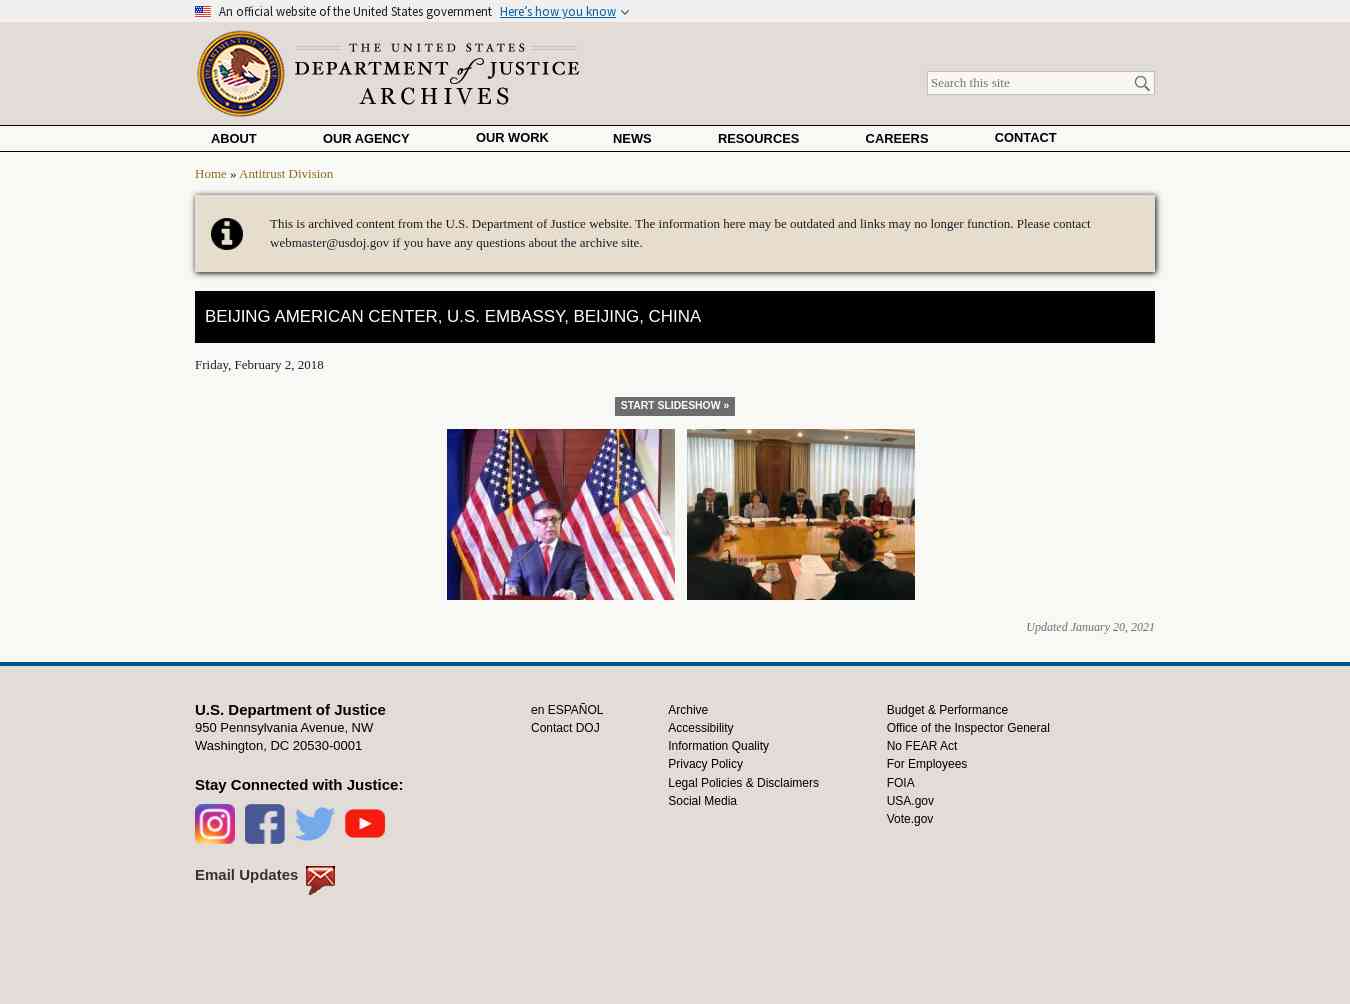 An official website of the United States government Here's how you know
THE UNITED STATES
DEPARTMENT of JUSTICE
ARCHIVES
Search this site
ABOUT OUR AGENCY OUR WORK NEWS RESOURCES CAREERS CONTACT
Home » Antitrust Division
This is archived content from the U.S. Department of Justice website. The information here may be outdated and links may no longer function. Please contact
webmaster@usdoj.gov if you have any questions about the archive site.
BEIJING AMERICAN CENTER, U.S. EMBASSY, BEIJING, CHINA
Friday, February 2, 2018
START SLIDESHOW »
Updated January 20, 2021
U.S. Department of Justice
950 Pennsylvania Avenue, NW
Washington, DC 20530-0001
Stay Connected with Justice:
Email Updates
en ESPAÑOL
Contact DOJ
Archive
Accessibility
Information Quality
Privacy Policy
Legal Policies & Disclaimers
Social Media
Budget & Performance
Office of the Inspector General
No FEAR Act
For Employees
FOIA
USA.gov
Vote.gov